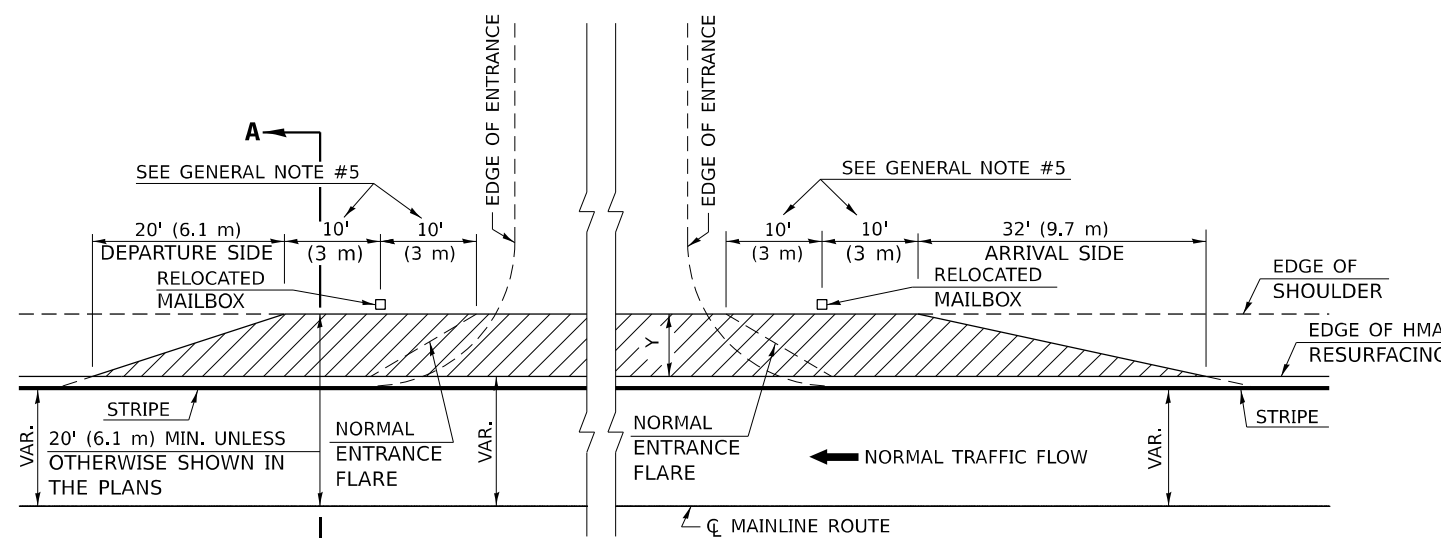 EDGE OF ENTRANCE
EDGE OF ENTRANCE
A
SEE GENERAL NOTE #5
SEE GENERAL NOTE #5
20' (6.1 m)
DEPARTURE SIDE
10'
(3 m)
10'
(3 m)
10'
(3 m)
10'
(3 m)
32' (9.7 m)
ARRIVAL SIDE
RELOCATED
MAILBOX
RELOCATED
MAILBOX
EDGE OF
SHOULDER
Y
EDGE OF HMA
RESURFACING
STRIPE
STRIPE
VAR.
20' (6.1 m) MIN. UNLESS
OTHERWISE SHOWN IN
THE PLANS
NORMAL
ENTRANCE
FLARE
VAR.
NORMAL
ENTRANCE
FLARE
NORMAL TRAFFIC FLOW
VAR.
℄ MAINLINE ROUTE